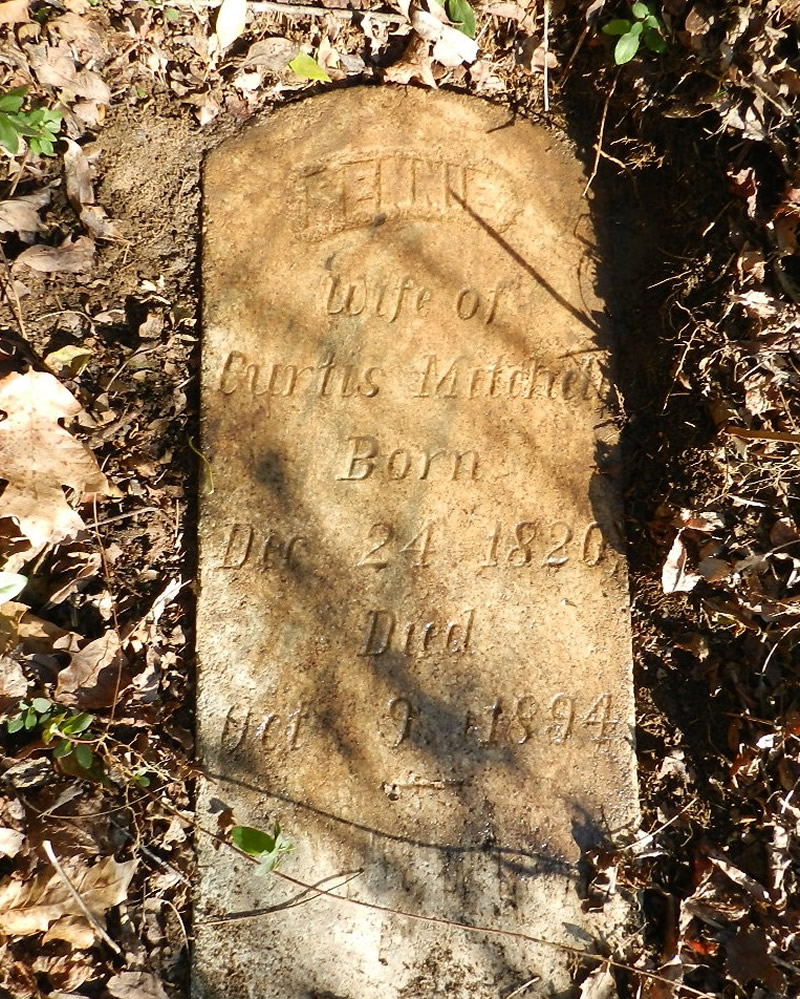 Wife of
Curtis Mitchell
Born
Dec 24 1820
Died
Oct 9 1894